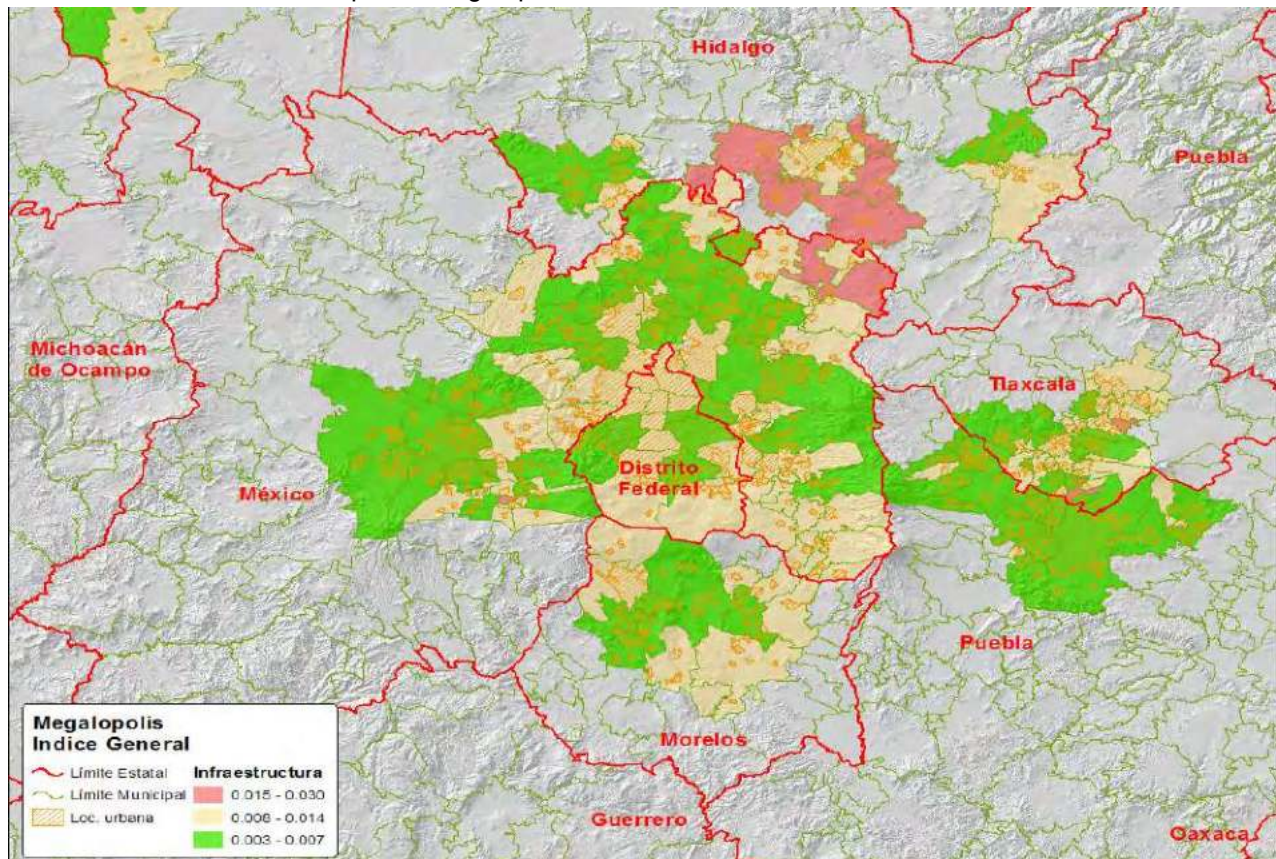 Hidalgo
Puebla
Michoacán
de Ocampo
Tlaxcala
Distrito
Federal
México
Puebla
Morelos
Guerrero
Oaxaca
Megalopolis
Indice General
Límite Estatal
Límite Municipal
Loc. urbana
Infraestructura
0.015 - 0.030
0.008 - 0.014
0.003 - 0.007